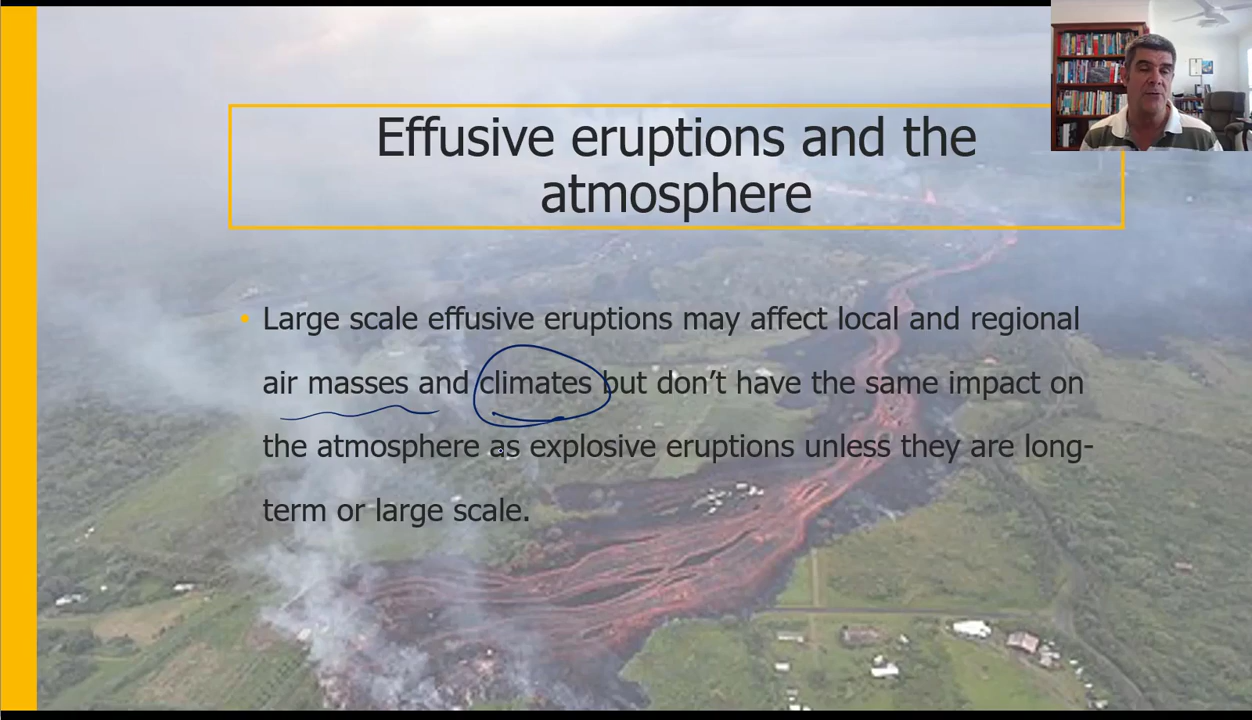 Effusive eruptions and the
atmosphere
• Large scale effusive eruptions may affect local and regional
air masses and climates but don’t have the same impact on
the atmosphere as explosive eruptions unless they are long-
term or large scale.